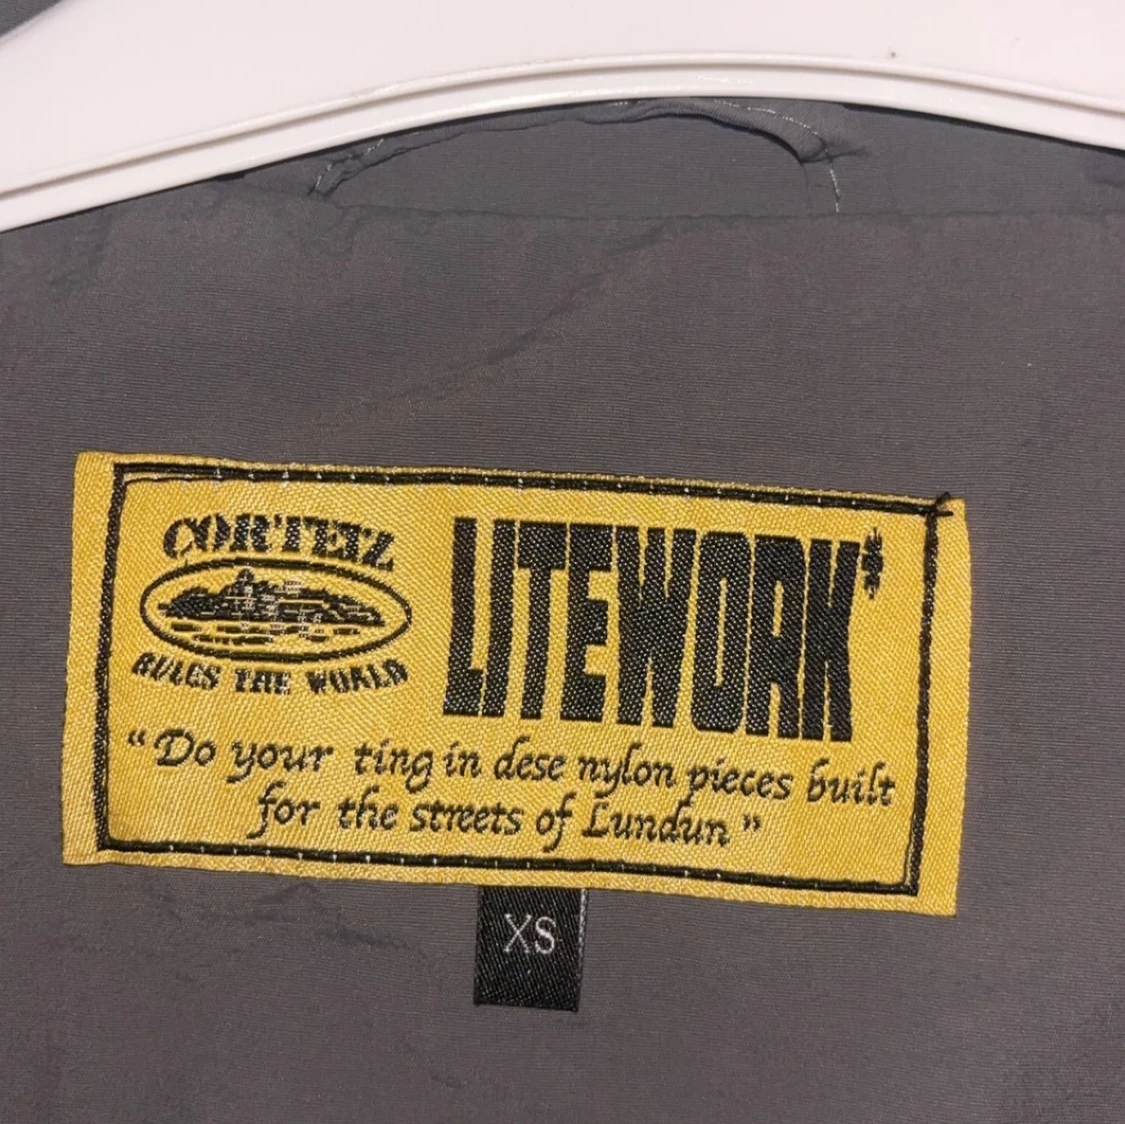 CORTEIZ
RULES THE WORLD
LITEWORK*
“Do your ting in dese nylon pieces built
for the streets of Lundun”
XS